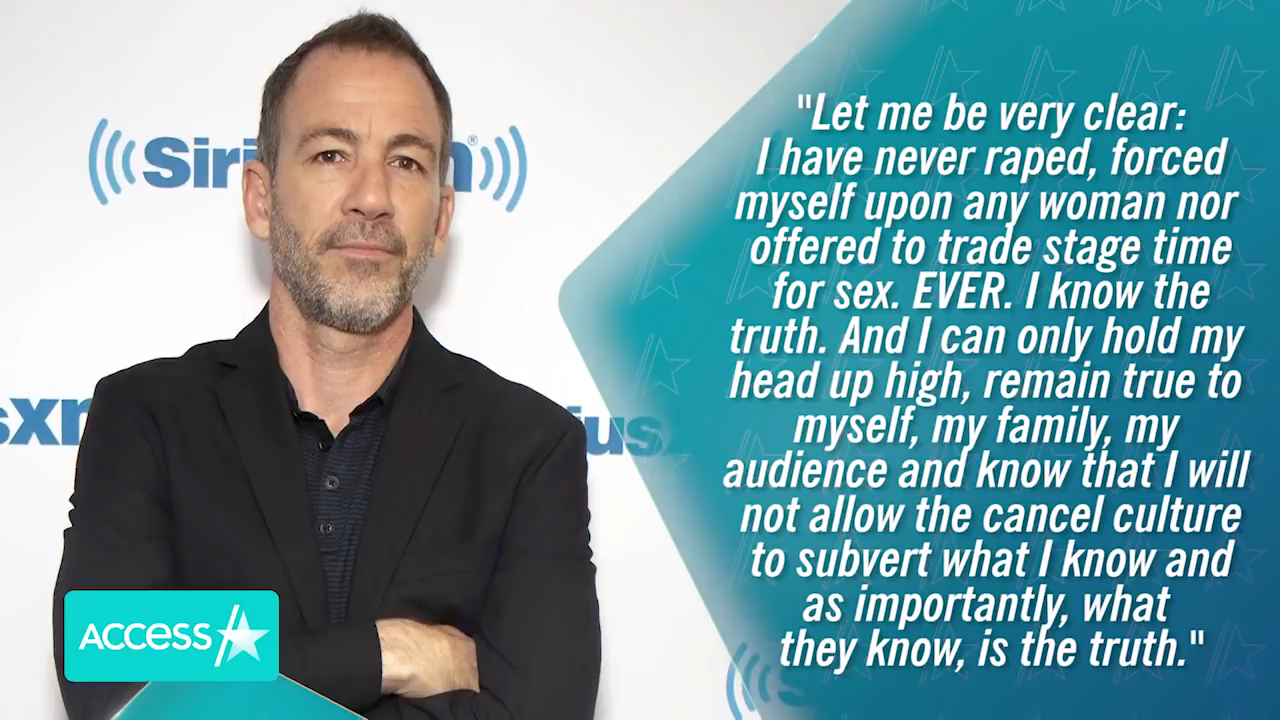 "Let me be very clear:
I have never raped, forced
myself upon any woman nor
offered to trade stage time
for sex. EVER. I know the
truth. And I can only hold my
head up high, remain true to
myself, my family, my
audience and know that I will
not allow the cancel culture
to subvert what I know and
as importantly, what
they know, is the truth."
Siri
m
®
sxm
ius
ACCESS